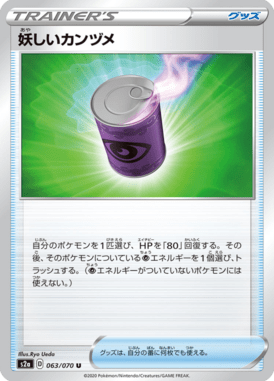 TRAINER'S グッズ
あや
妖しいカンヅメ
自分のポケモンを1匹選び、HPを「80」回復する。その
後、そのポケモンについている超エネルギーを1個選び、ト
ラッシュする。(超エネルギーがついていないポケモンには
使えない。)
Illus.Ryo Ueda
S2a D 063/070 U
グッズは、自分の番に何枚でも使える。
©2020 Pokémon/Nintendo/Creatures/GAME FREAK.